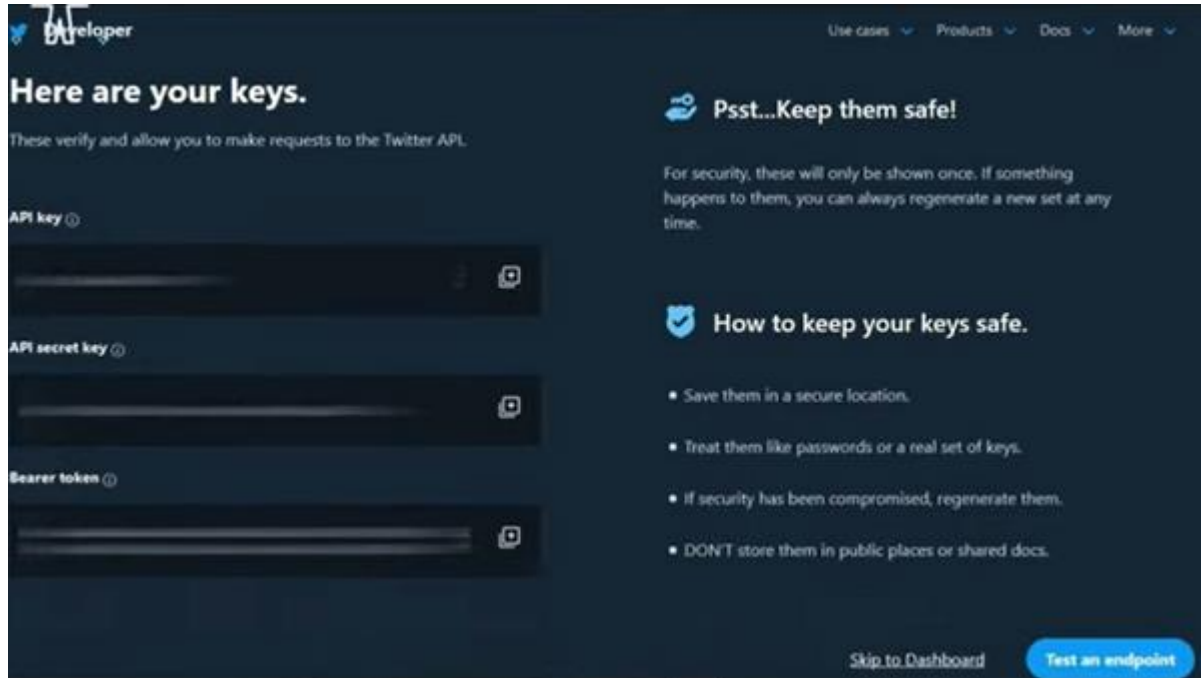 Developer
Use cases
Products
Docs
More
Here are your keys.
These verify and allow you to make requests to the Twitter API.
API key
API secret key
Bearer token
Psst...Keep them safe!
For security, these will only be shown once. If something
happens to them, you can always regenerate a new set at any
time.
How to keep your keys safe.
• Save them in a secure location.
• Treat them like passwords or a real set of keys.
• If security has been compromised, regenerate them.
• DON'T store them in public places or shared docs.
Skip to Dashboard
Test an endpoint